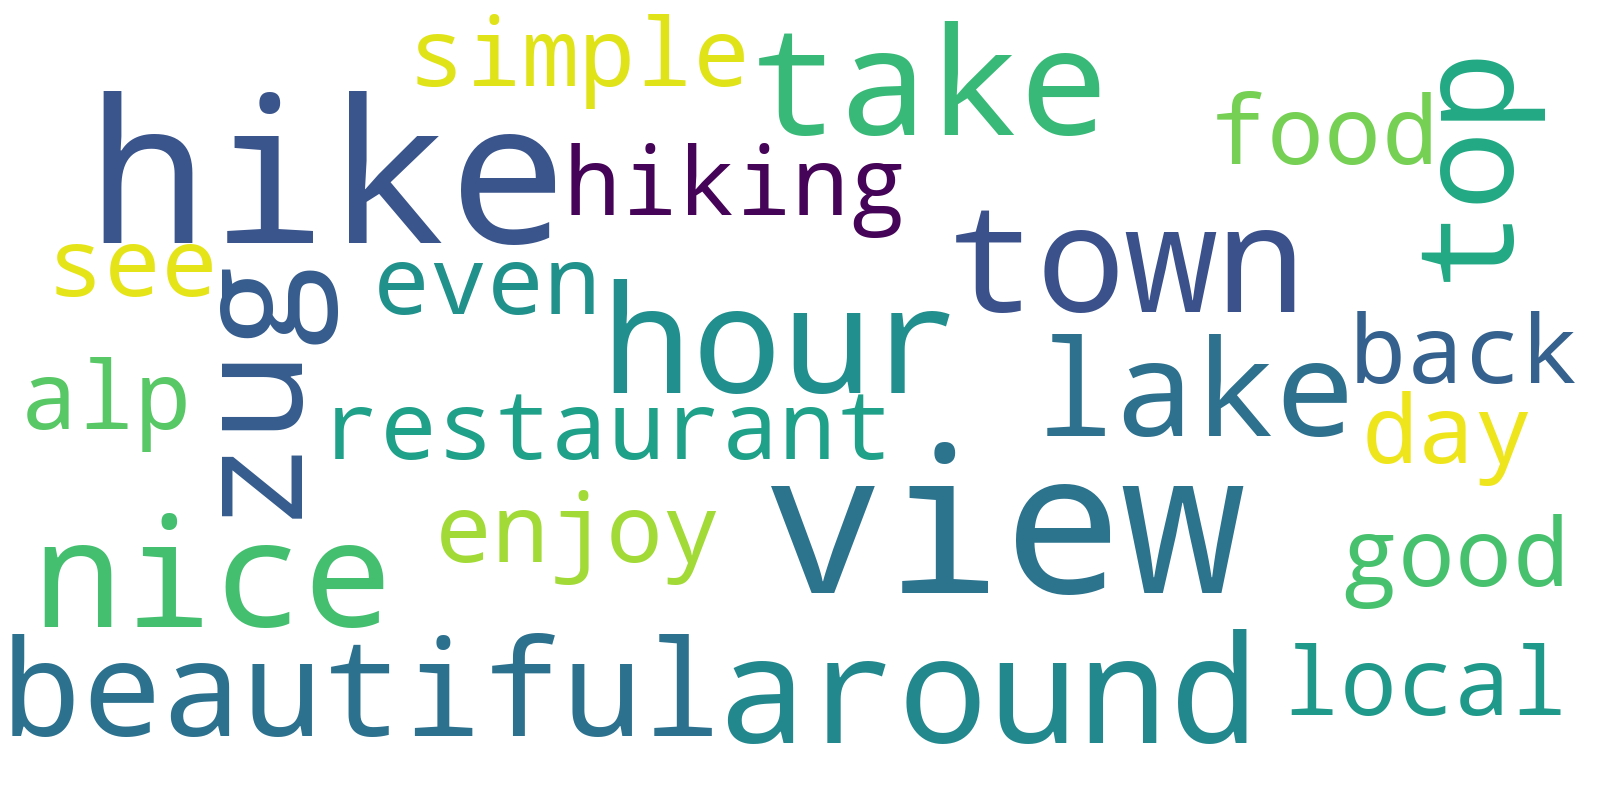 simple
take
hike
food
top
hiking
see
town
even
zug
hour
back
lake
alp
restaurant
day
view
enjoy
nice
good
beautiful
around
local